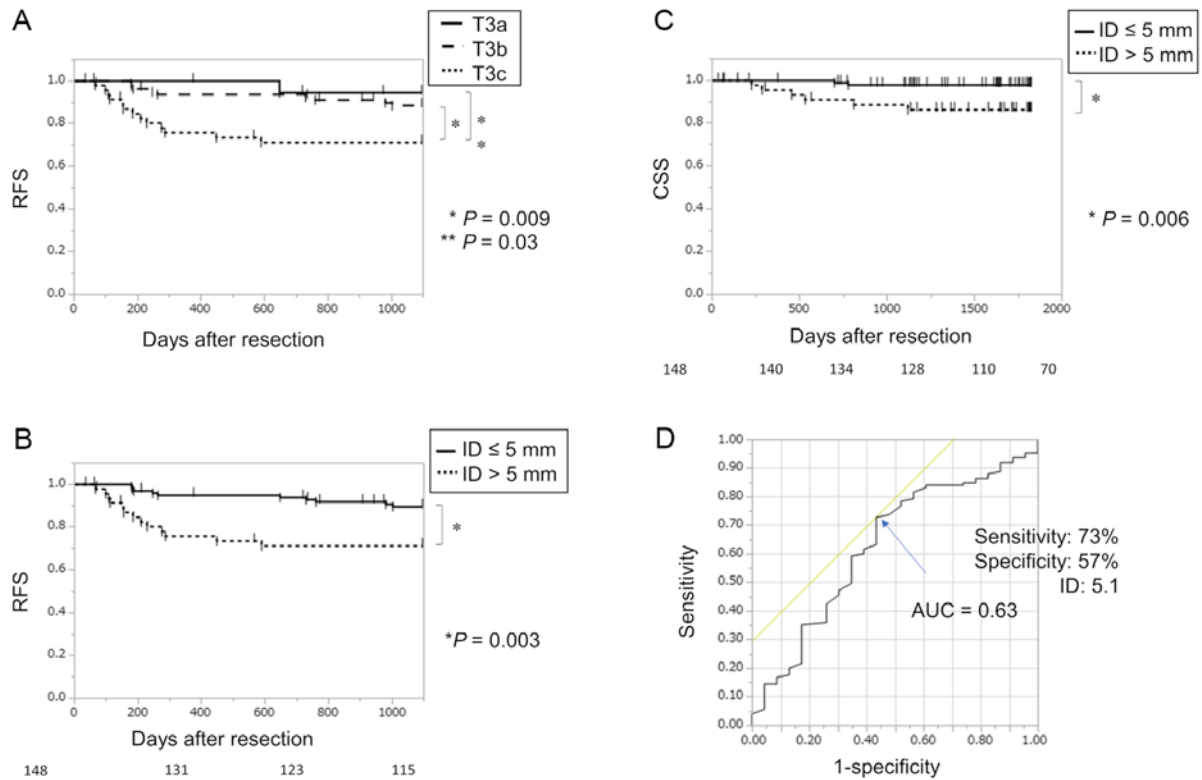 A
T3a
T3b
T3c
1.0
0.8
0.6
0.4
0.2
0.0
RFS
0 200 400 600 800 1000
Days after resection
*
*
*
* P = 0.009
** P = 0.03
B
ID ≤ 5 mm
ID > 5 mm
1.0
0.8
0.6
0.4
0.2
0.0
RFS
0 200 400 600 800 1000
Days after resection
148 131 123 115
*
*P = 0.003
C
ID ≤ 5 mm
ID > 5 mm
1.0
0.8
0.6
0.4
0.2
0.0
CSS
0 500 1000 1500 2000
Days after resection
148 140 134 128 110 70
*
* P = 0.006
D
1.00
0.90
0.80
0.70
0.60
0.50
0.40
0.30
0.20
0.10
0.00
Sensitivity
0.00 0.20 0.40 0.60 0.80 1.00
1-specificity
Sensitivity: 73%
Specificity: 57%
ID: 5.1
AUC = 0.63